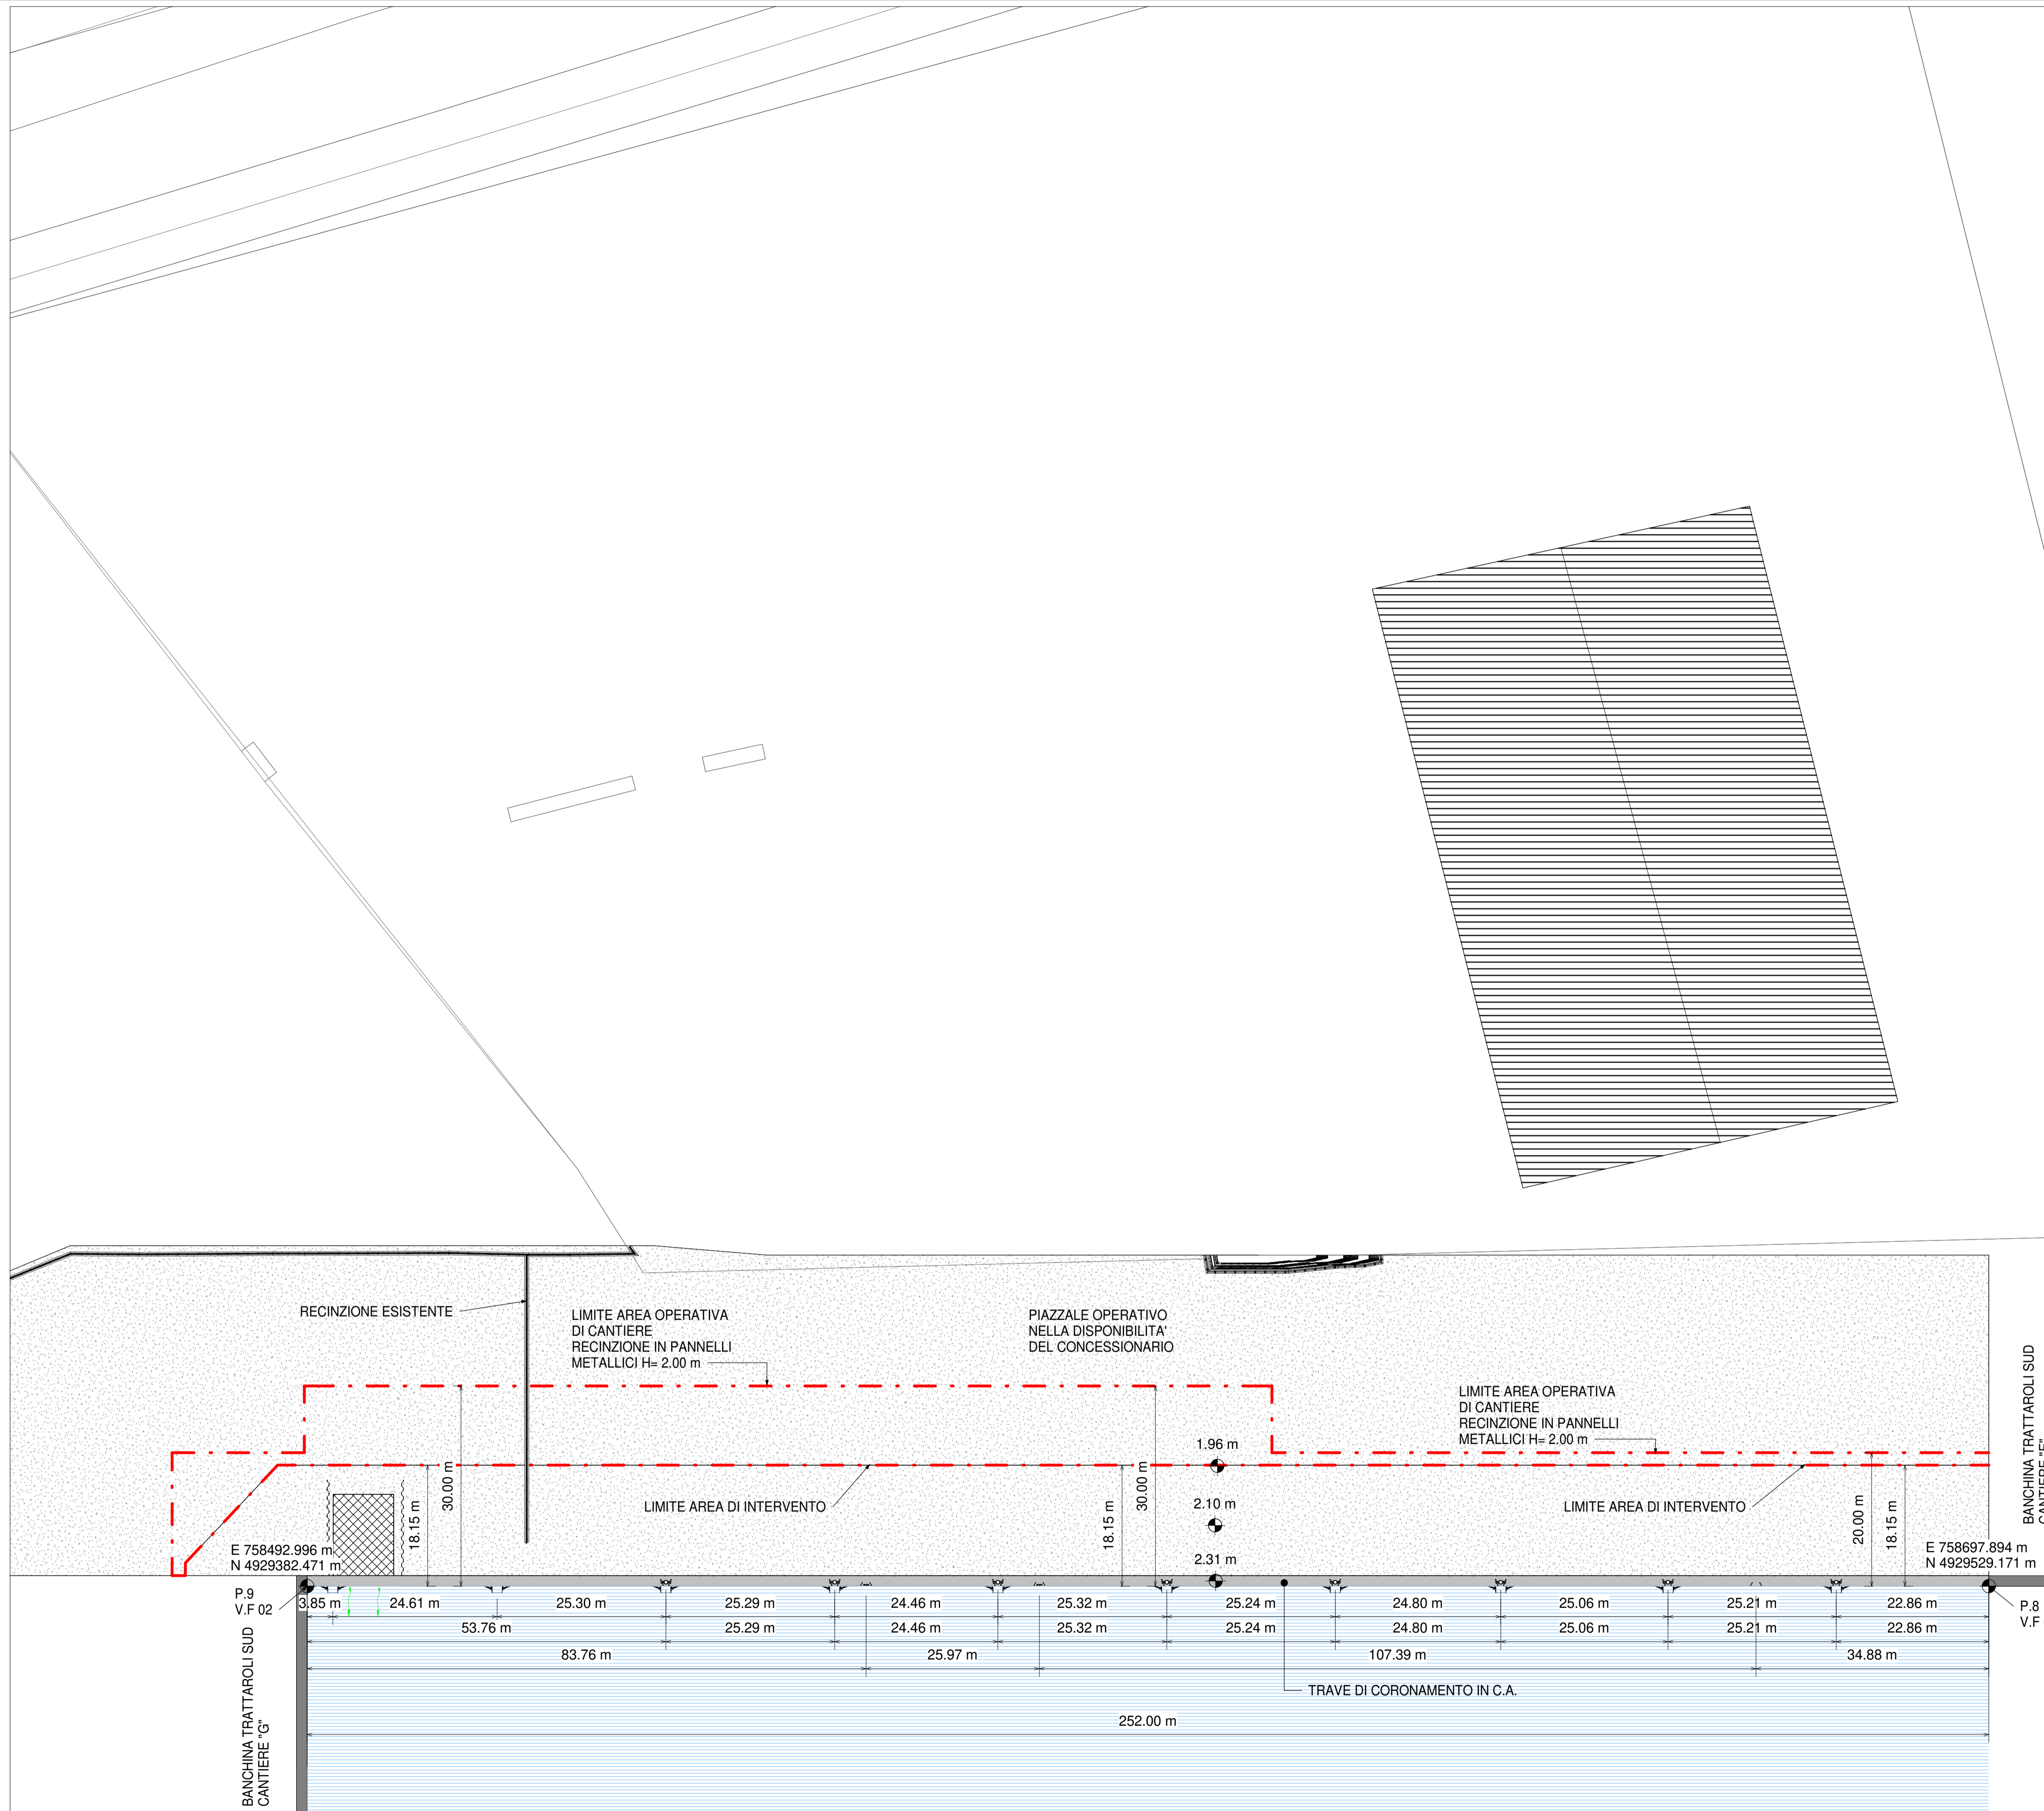 RECINZIONE ESISTENTE
LIMITE AREA OPERATIVA
DI CANTIERE
RECINZIONE IN PANNELLI
METALLICI H= 2.00 m
PIAZZALE OPERATIVO
NELLA DISPONIBILITA'
DEL CONCESSIONARIO
LIMITE AREA OPERATIVA
DI CANTIERE
RECINZIONE IN PANNELLI
METALLICI H= 2.00 m
BANCHINA TRATTAROLI SUD
1.96 m
30.00 m
18.15 m
30.00 m
18.15 m
20.00 m
18.15 m
LIMITE AREA DI INTERVENTO
2.10 m
LIMITE AREA DI INTERVENTO
2.31 m
E 758492.996 m
N 4929382.471 m
E 758697.894 m
N 4929529.171 m
P.9
V.F 02
P.8
V.F
3.85 m
24.61 m
25.30 m
25.29 m
24.46 m
25.32 m
25.24 m
24.80 m
25.06 m
25.21 m
22.86 m
53.76 m
25.29 m
24.46 m
25.32 m
25.24 m
24.80 m
25.06 m
25.21 m
22.86 m
83.76 m
25.97 m
107.39 m
34.88 m
TRAVE DI CORONAMENTO IN C.A.
252.00 m
BANCHINA TRATTAROLI SUD
CANTIERE "G"